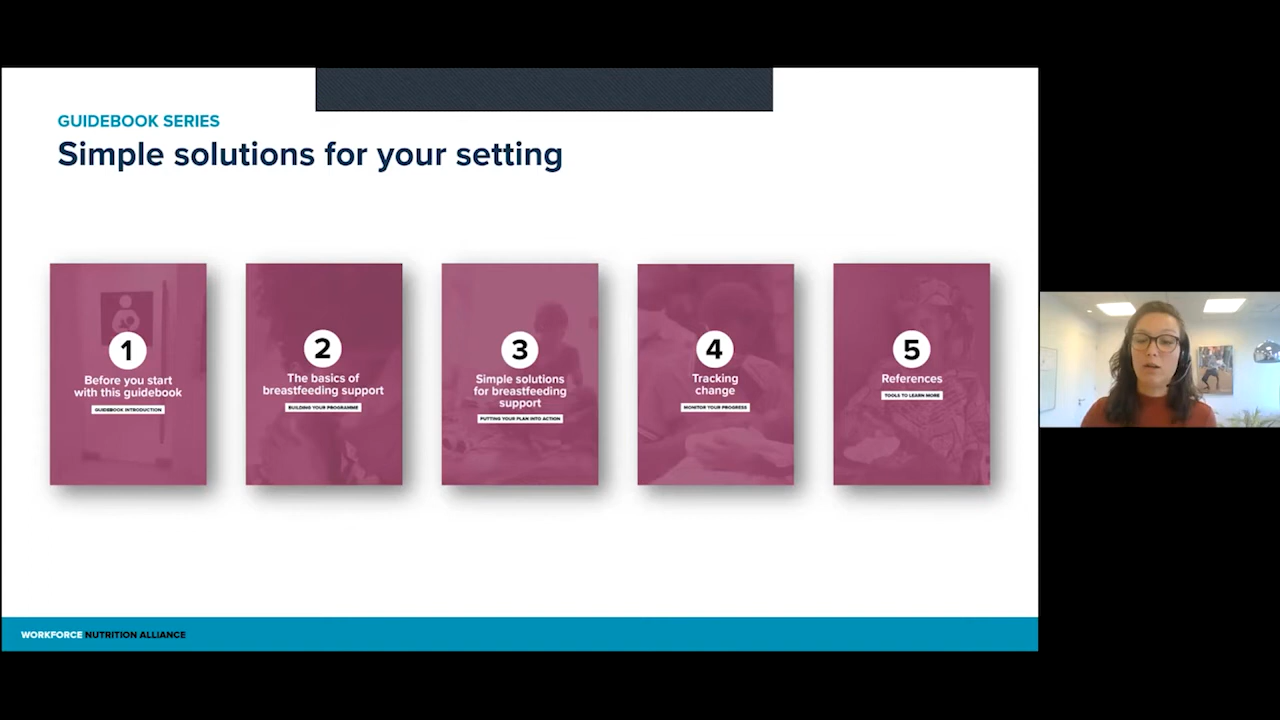 GUIDEBOOK SERIES
Simple solutions for your setting
1
Before you start
with this guidebook
GUIDEBOOK INTRODUCTION
2
The basics of
breastfeeding support
BUILDING YOUR PROGRAMME
3
Simple solutions
for breastfeeding
support
PUTTING YOUR PLAN INTO ACTION
4
Tracking
change
MONITOR YOUR PROGRESS
5
References
TOOLS TO LEARN MORE
WORKFORCE NUTRITION ALLIANCE